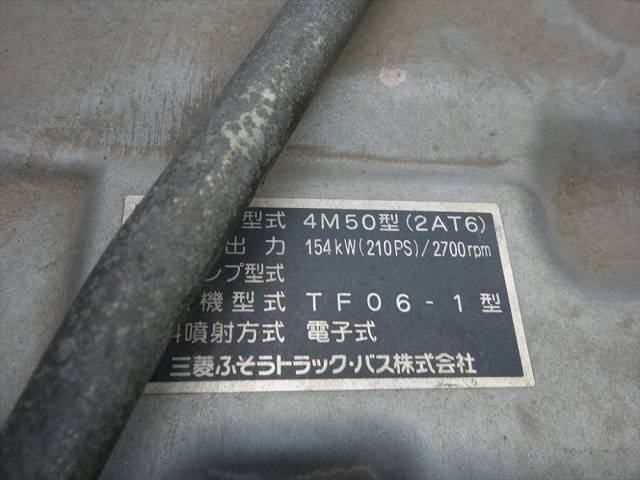 型式 4M50型(2AT6)
出力 154kW(210PS)/2700rpm
ンプ型式
機型式 TF06-1型
噴射方式 電子式
三菱ふそうトラック・バス株式会社